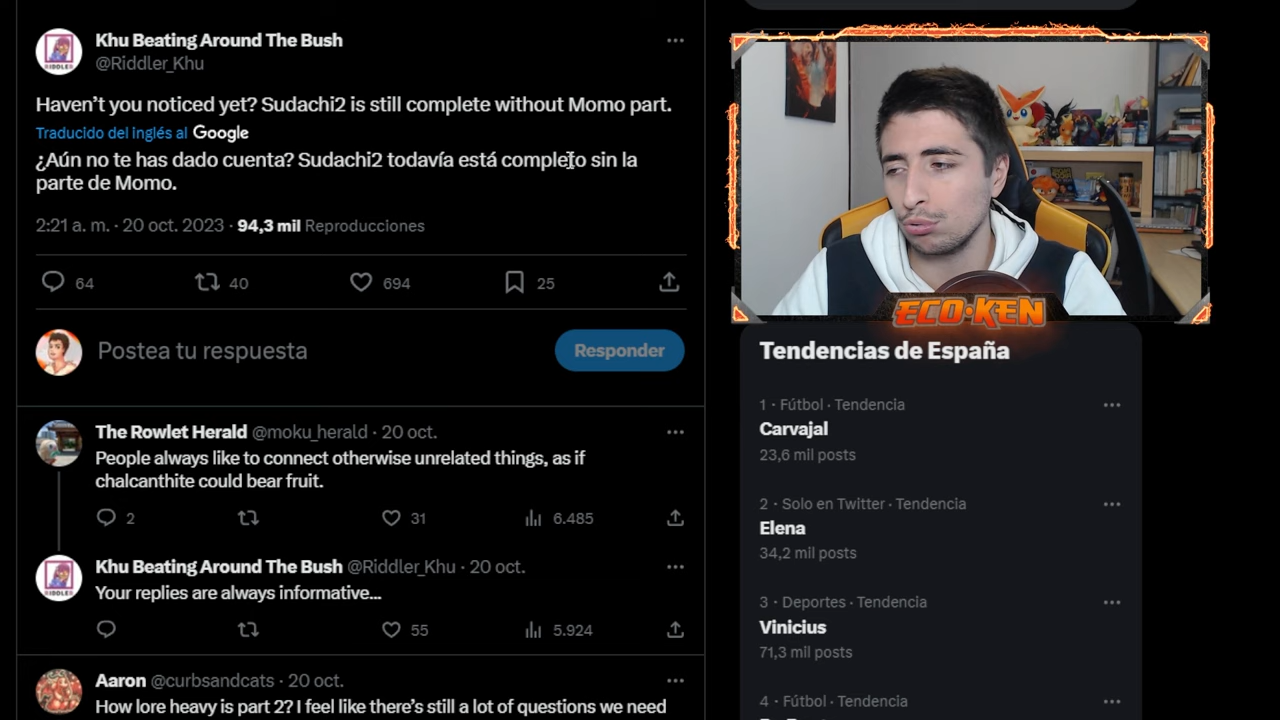 Khu Beating Around The Bush
@Riddler_Khu
Haven't you noticed yet? Sudachi2 is still complete without Momo part.
Traducido del inglés al Google
¿Aún no te has dado cuenta? Sudachi2 todavía está completo sin la
parte de Momo.
2:21 a. m. · 20 oct. 2023 · 94,3 mil Reproducciones
64 40 694 25
Postea tu respuesta
Responder
The Rowlet Herald @moku_herald · 20 oct.
People always like to connect otherwise unrelated things, as if
chalcanthite could bear fruit.
2 31 6.485
Khu Beating Around The Bush @Riddler_Khu · 20 oct.
Your replies are always informative...
55 5.924
Aaron @curbsandcats · 20 oct.
How lore heavy is part 2? I feel like there's still a lot of questions we need
ECO·KEN
Tendencias de España
1 · Fútbol · Tendencia
Carvajal
23,6 mil posts
2 · Solo en Twitter · Tendencia
Elena
34,2 mil posts
3 · Deportes · Tendencia
Vinicius
71,3 mil posts
4 · Fútbol · Tendencia